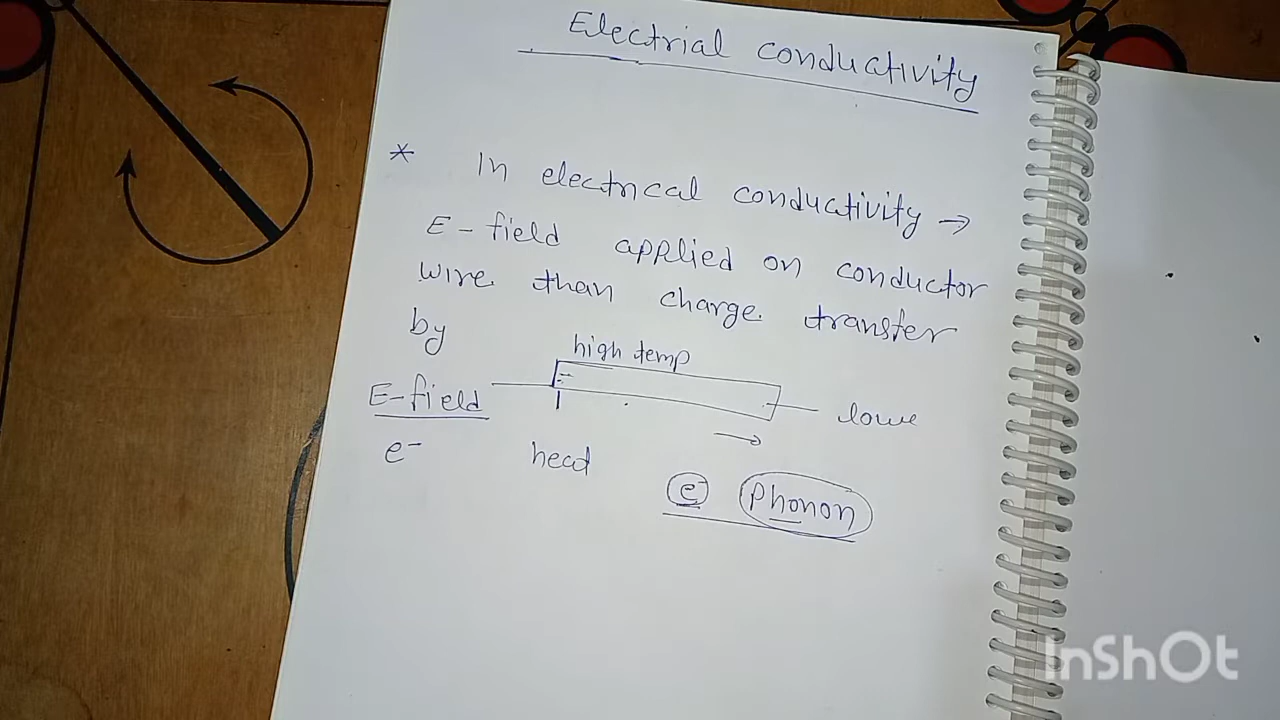 Electrial conductivity
* In electrical conductivity →
E-field applied on conductor
wire than charge transfer
by
high temp
E-field
lowe
e-
heat
e- Phonon
InShOt